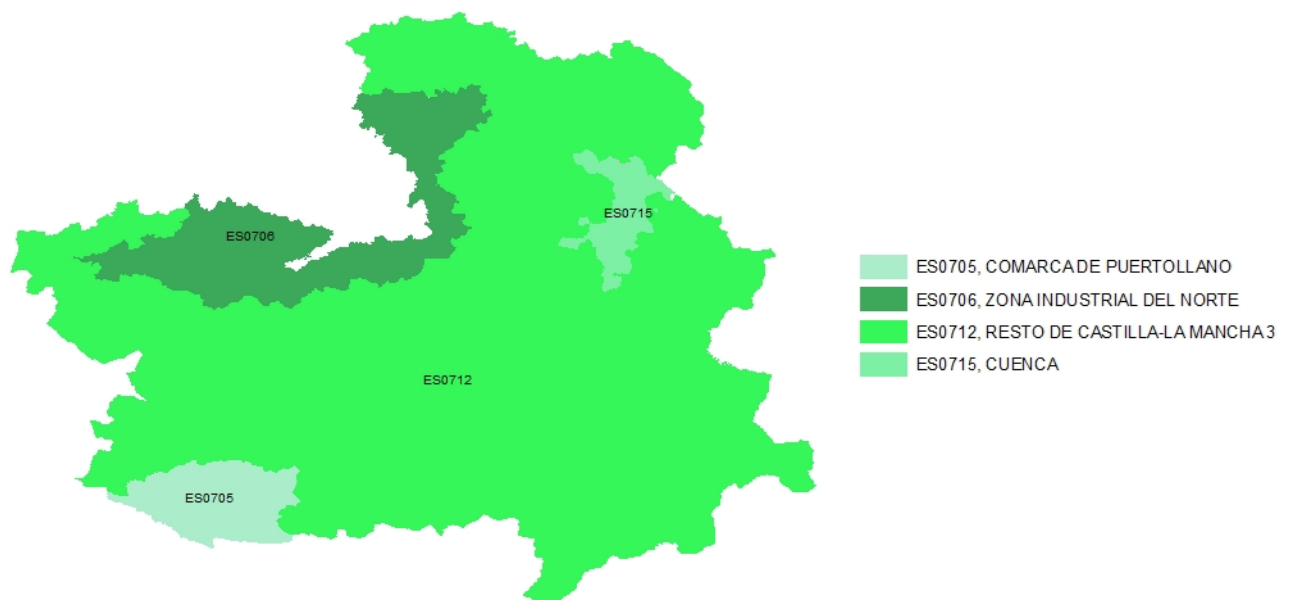 ES0715
ES0706
ES0712
ES0705
ES0705, COMARCA DE PUERTOLLANO
ES0706, ZONA INDUSTRIAL DEL NORTE
ES0712, RESTO DE CASTILLA-LA MANCHA 3
ES0715, CUENCA